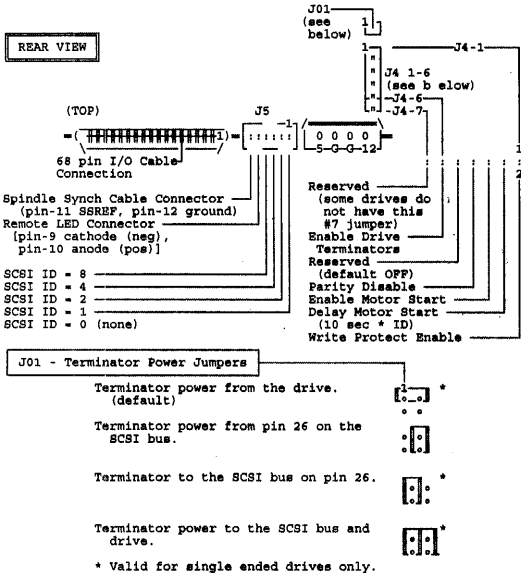 J01
(see
below)
1
REAR VIEW
1
J4-1
J4 1-6
(see b elow)
J4-6
J4-7
(TOP)
J5
1
1
0 0 0 0
5-G-G-12
1
2
68 pin I/O Cable
Connection
Spindle Synch Cable Connector
(pin-11 SSREF, pin-12 ground)
Remote LED Connector
[pin-9 cathode (neg),
pin-10 anode (pos)]
SCSI ID = 8
SCSI ID = 4
SCSI ID = 2
SCSI ID = 1
SCSI ID = 0 (none)
Reserved
(some drives do
not have this
#7 jumper)
Enable Drive
Terminators
Reserved
(default OFF)
Parity Disable
Enable Motor Start
Delay Motor Start
(10 sec * ID)
Write Protect Enable
J01 - Terminator Power Jumpers
Terminator power from the drive.
(default)
1
*
Terminator power from pin 26 on the
SCSI bus.
Terminator to the SCSI bus on pin 26.
*
Terminator power to the SCSI bus and
drive.
*
* Valid for single ended drives only.